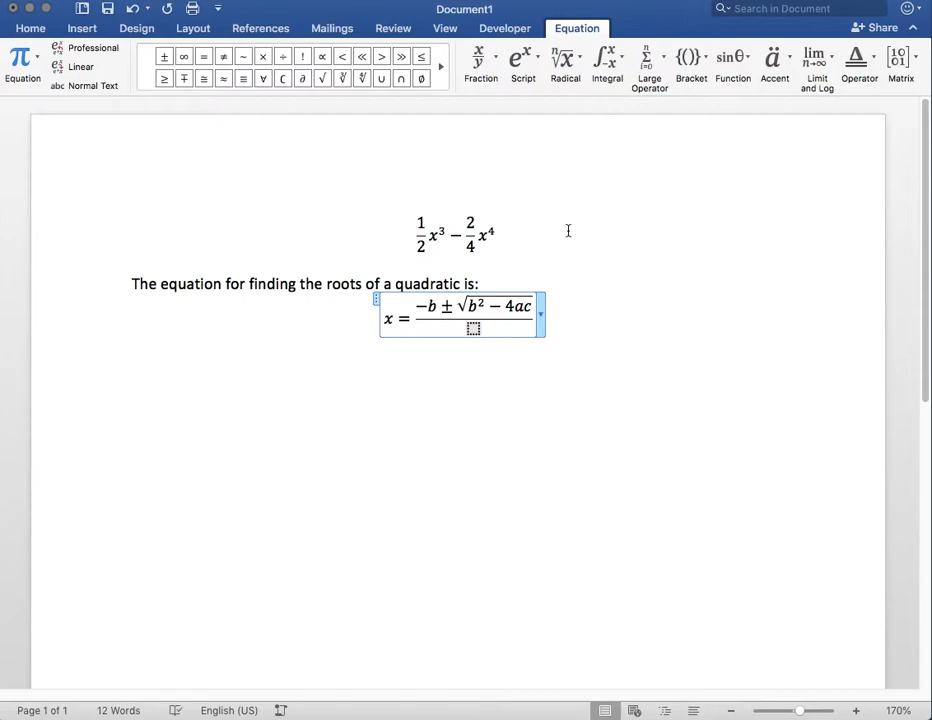 Document1
Search in Document
Home Insert Design Layout References Mailings Review View Developer Equation Share
π Equation
Professional
Linear
abc Normal Text
± ∞ = ≠ ~ × ÷ ! ∝ < ≪ > ≫ ≤
≥ ∓ ≅ ≈ ≡ ∀ ∁ ∂ √ ∛ ∜ ∪ ∩ ∅
x/y eˣ ⁿ√x sinθ ä lim n→∞ Δ
Fraction Script Radical Integral Large Operator Bracket Function Accent Limit and Log Operator Matrix
1/2 x³ − 2/4 x⁴
The equation for finding the roots of a quadratic is:
x = −b ± √b² − 4ac
Page 1 of 1 12 Words English (US) 170%